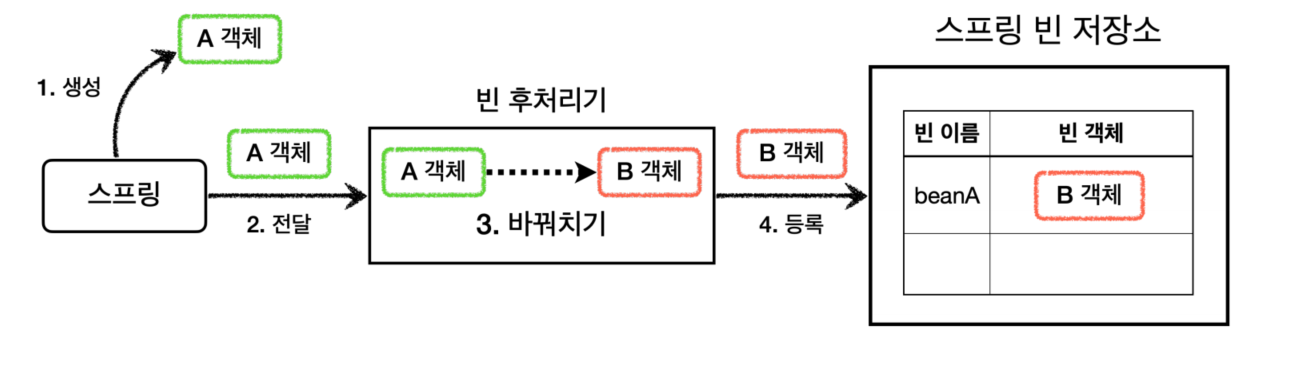 스프링 빈 저장소
A 객체
1. 생성
빈 후처리기
A 객체
B 객체
빈 이름 빈 객체
스프링
A 객체
B 객체
beanA B 객체
2. 전달
3. 바꿔치기
4. 등록